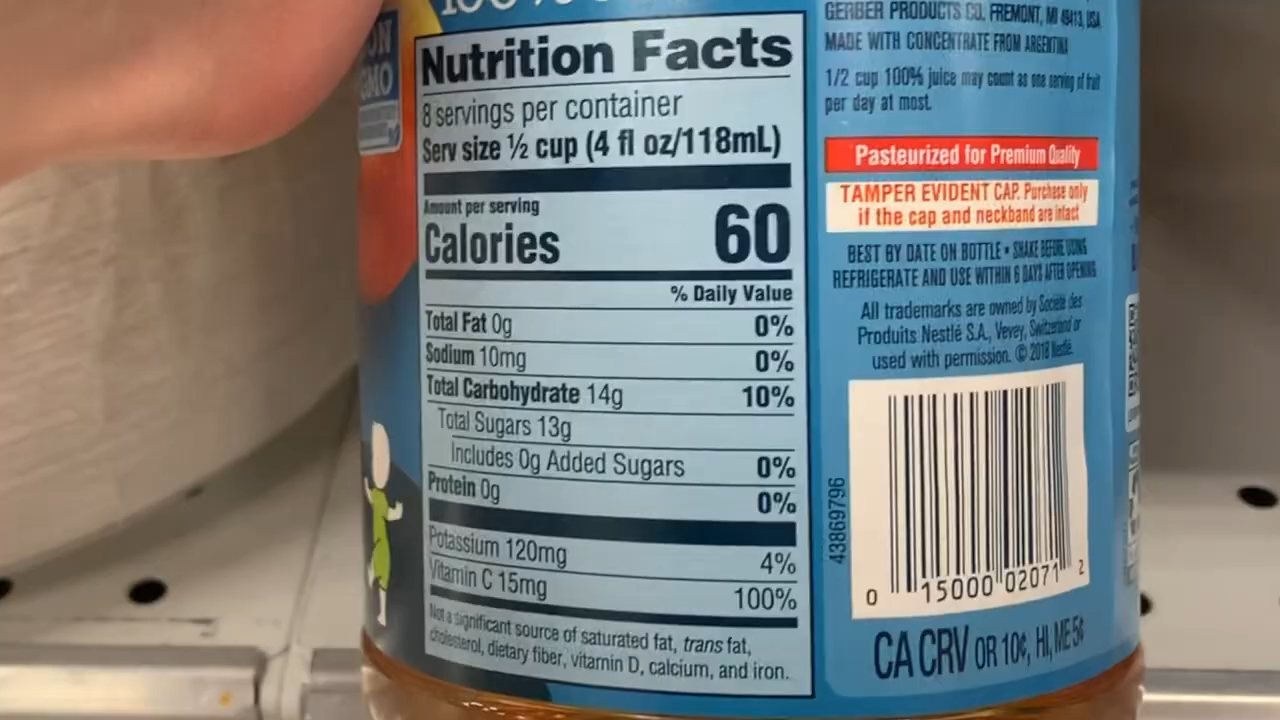 100%
ON
GMO
Nutrition Facts
8 servings per container
Serv size ½ cup (4 fl oz/118mL)
Amount per serving
Calories 60
% Daily Value
Total Fat 0g 0%
Sodium 10mg 0%
Total Carbohydrate 14g 10%
Total Sugars 13g
Includes 0g Added Sugars 0%
Protein 0g 0%
Potassium 120mg 4%
Vitamin C 15mg 100%
Not a significant source of saturated fat, trans fat,
cholesterol, dietary fiber, vitamin D, calcium, and iron.
GERBER PRODUCTS CO. FREMONT, MI 49413, USA
MADE WITH CONCENTRATE FROM ARGENTINA
1/2 cup 100% juice may count as one serving of fruit
per day at most.
Pasteurized for Premium Quality
TAMPER EVIDENT CAP. Purchase only
if the cap and neckband are intact
BEST BY DATE ON BOTTLE • SHAKE BEFORE USING
REFRIGERATE AND USE WITHIN 6 DAYS AFTER OPENING
All trademarks are owned by Société des
Produits Nestlé S.A., Vevey, Switzerland or
used with permission. © 2018 Nestlé.
43869796
0 15000 02071 2
CA CRV OR 10¢, HI, ME 5¢